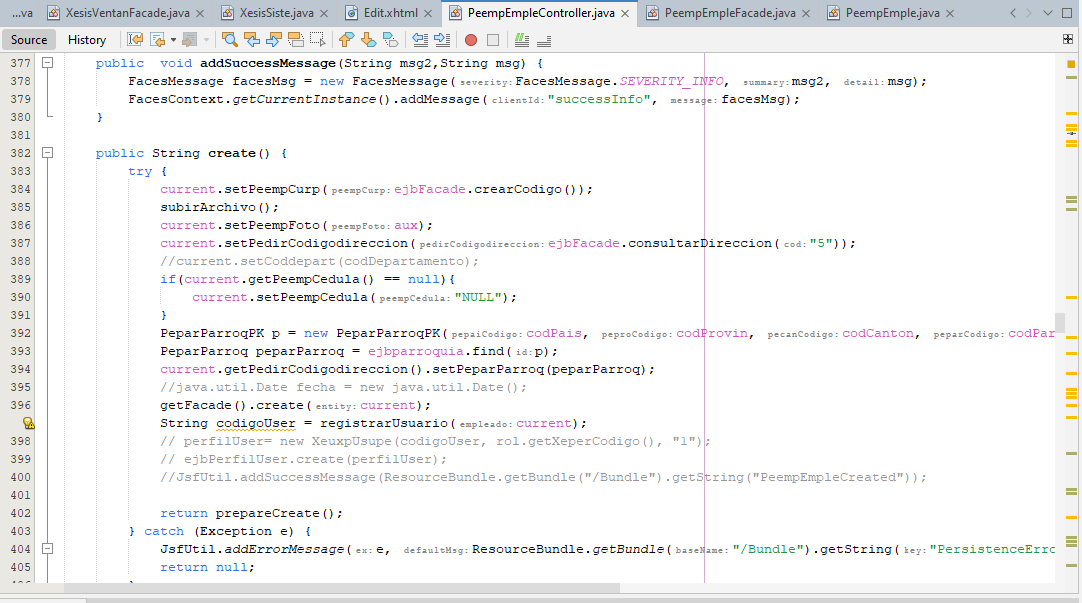 ...va XesisVentanFacade.java XesisSiste.java Edit.xhtml PeempEmpleController.java PeempEmpleFacade.java PeempEmple.java
Source History
377 public void addSuccessMessage(String msg2,String msg) {
378 FacesMessage facesMsg = new FacesMessage(severity:FacesMessage.SEVERITY_INFO, summary:msg2, detail:msg);
379 FacesContext.getCurrentInstance().addMessage(clientId:"successInfo", message:facesMsg);
380 }
381
382 public String create() {
383 try {
384 current.setPeempCurp(peempCurp:ejbFacade.crearCodigo());
385 subirArchivo();
386 current.setPeempFoto(peempFoto:aux);
387 current.setPedirCodigodireccion(pedirCodigodireccion:ejbFacade.consultarDireccion(cod:"5"));
388 //current.setCoddepart(codDepartamento);
389 if(current.getPeempCedula() == null){
390 current.setPeempCedula(peempCedula:"NULL");
391 }
392 PeparParroqPK p = new PeparParroqPK(pepaiCodigo:codPais, peproCodigo:codProvin, pecanCodigo:codCanton, peparCodigo:codPar
393 PeparParroq peparParroq = ejbparroquia.find(id:p);
394 current.getPedirCodigodireccion().setPeparParroq(peparParroq);
395 //java.util.Date fecha = new java.util.Date();
396 getFacade().create(entity:current);
String codigoUser = registrarUsuario(empleado:current);
398 // perfilUser= new XeuxpUsupe(codigoUser, rol.getXeperCodigo(), "1");
399 // ejbPerfilUser.create(perfilUser);
400 //JsfUtil.addSuccessMessage(ResourceBundle.getBundle("/Bundle").getString("PeempEmpleCreated"));
401
402 return prepareCreate();
403 } catch (Exception e) {
404 JsfUtil.addErrorMessage(ex:e, defaultMsg:ResourceBundle.getBundle(baseName:"/Bundle").getString(key:"PersistenceErro
405 return null;